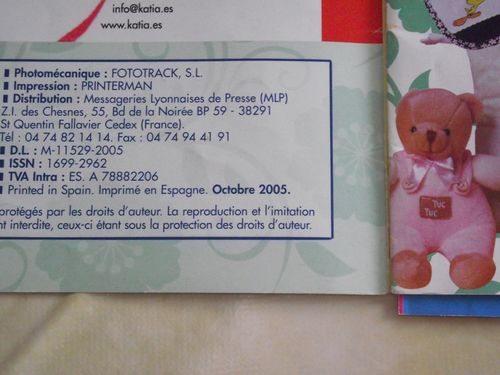 info@katia.es
www.katia.es
Photomécanique : FOTOTRACK, S.L.
Impression : PRINTERMAN
Distribution : Messageries Lyonnaises de Presse (MLP)
Z.I. des Chesnes, 55, Bd de la Noirée BP 59 - 38291
St Quentin Fallavier Cedex (France).
Tél : 04 74 82 14 14. Fax : 04 74 94 41 91
D.L. : M-11529-2005
ISSN : 1699-2962
TVA Intra : ES. A 78882206
Printed in Spain. Imprimé en Espagne. Octobre 2005.
protégés par les droits d'auteur. La reproduction et l'imitation
nt interdite, ceux-ci étant sous la protection des droits d'auteur.
TUC
TUC